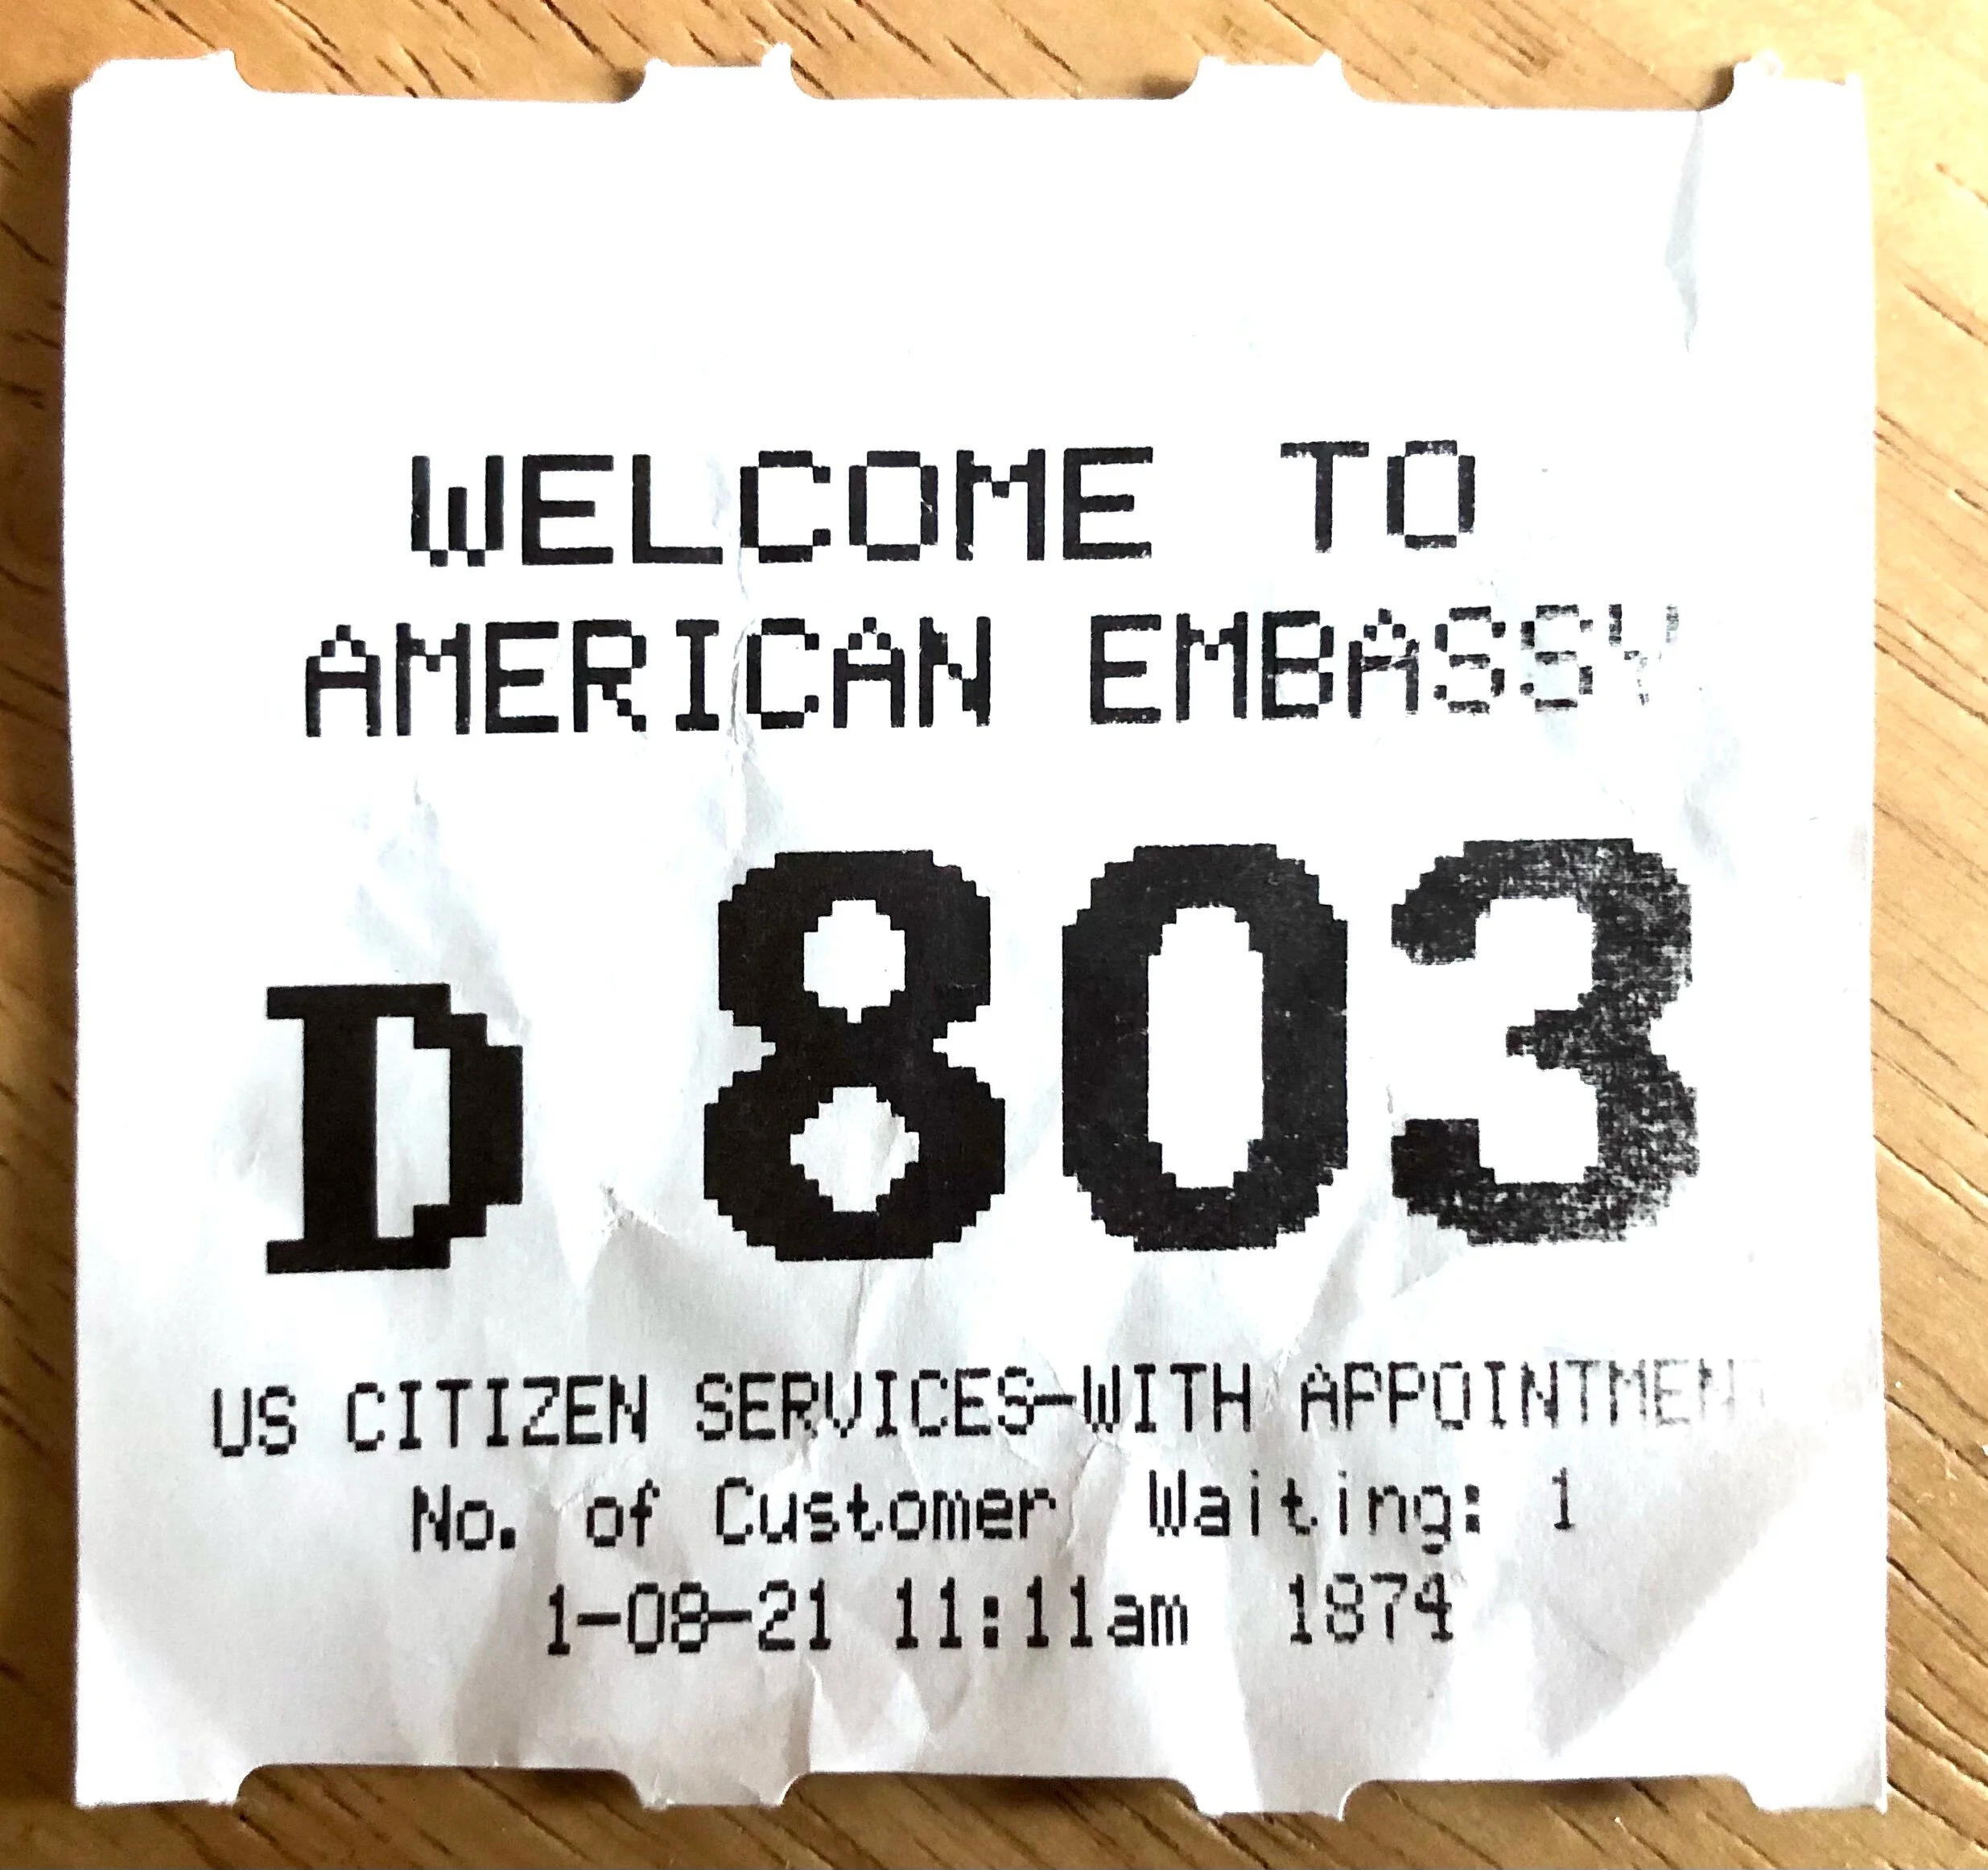 WELCOME TO
AMERICAN EMBASSY
D 803
US CITIZEN SERVICES-WITH APPOINTMENT
No. of Customer Waiting: 1
1-08-21 11:11am 1874